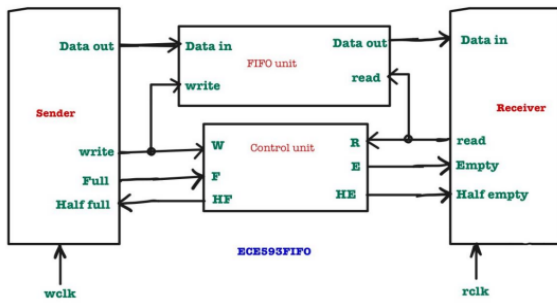 Data out
Data in
Data out
Data in
FIFO unit
write
read
Sender
Receiver
write
W
Control unit
R
read
E
Empty
Full
F
Half full
HF
HE
Half empty
ECE593FIFO
wclk
rclk